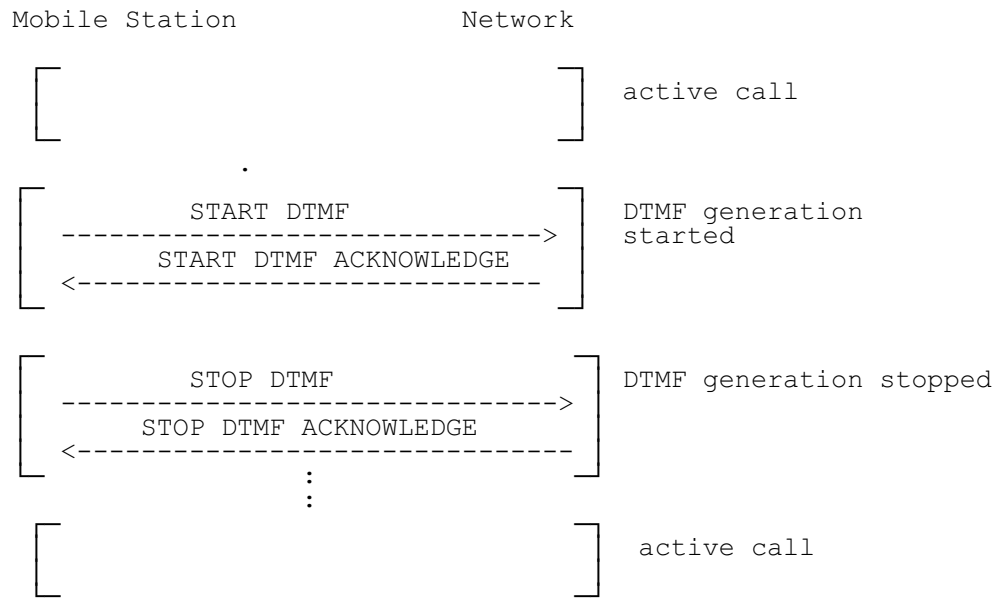 Mobile Station Network
active call
.
START DTMF DTMF generation
-----------------------------> started
START DTMF ACKNOWLEDGE
<-----------------------------
STOP DTMF DTMF generation stopped
------------------------------->
STOP DTMF ACKNOWLEDGE
<-------------------------------
:
:
active call